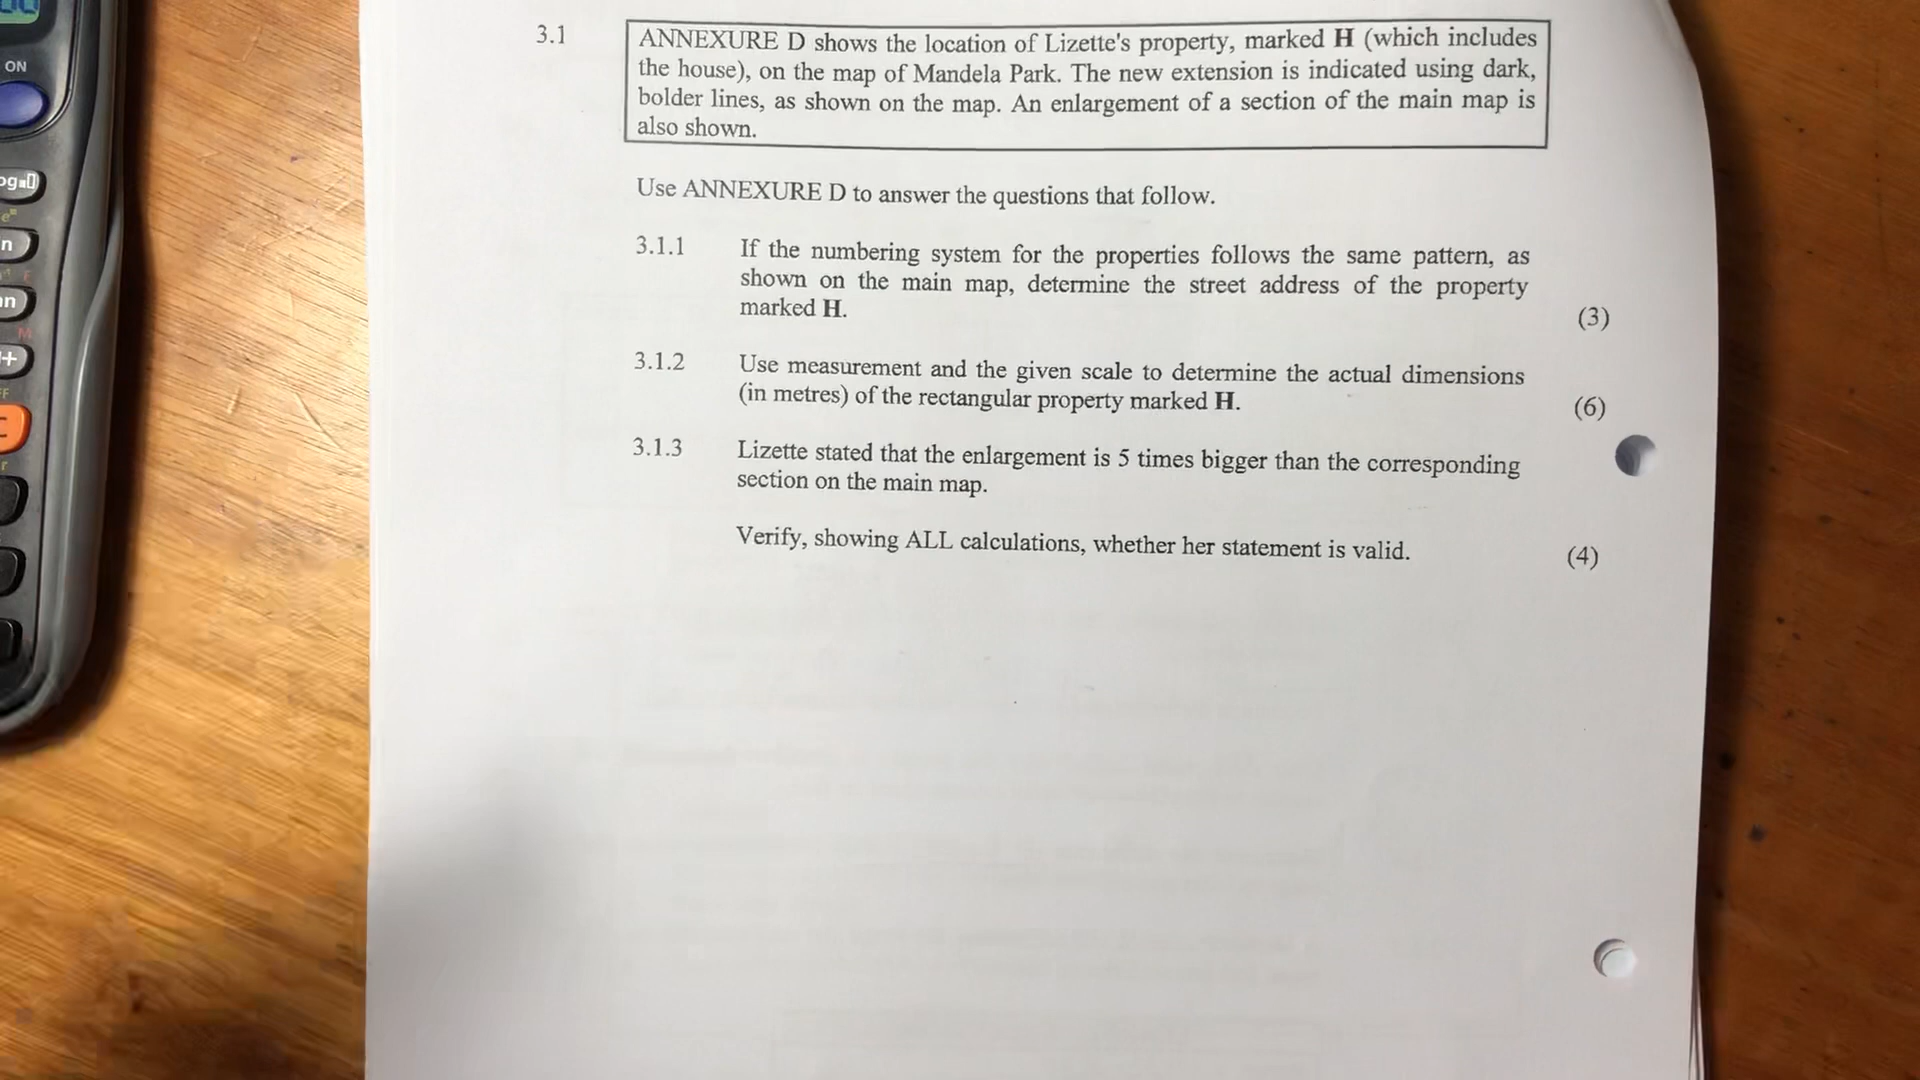 ON
3.1
ANNEXURE D shows the location of Lizette's property, marked H (which includes
the house), on the map of Mandela Park. The new extension is indicated using dark,
bolder lines, as shown on the map. An enlargement of a section of the main map is
also shown.
Use ANNEXURE D to answer the questions that follow.
3.1.1 If the numbering system for the properties follows the same pattern, as
shown on the main map, determine the street address of the property
marked H.
(3)
3.1.2 Use measurement and the given scale to determine the actual dimensions
(in metres) of the rectangular property marked H.
(6)
3.1.3 Lizette stated that the enlargement is 5 times bigger than the corresponding
section on the main map.
Verify, showing ALL calculations, whether her statement is valid.
(4)